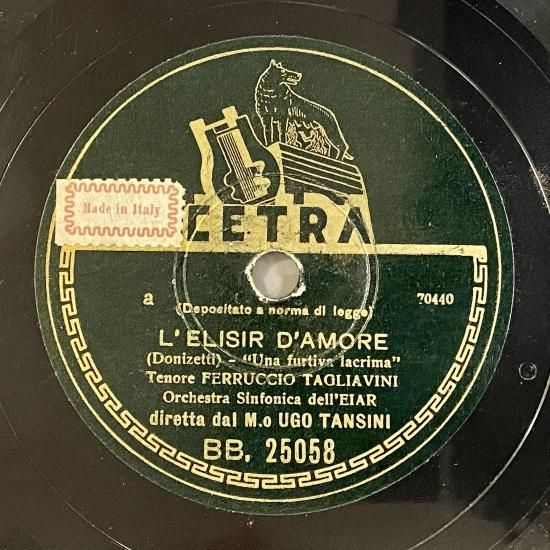 Made in Italy
CETRA
a
(Depositato a norma di legge)
70440
L'ELISIR D'AMORE
(Donizetti) - "Una furtiva lacrima"
Tenore FERRUCCIO TAGLIAVINI
Orchestra Sinfonica dell'EIAR
diretta dal M.o UGO TANSINI
BB. 25058